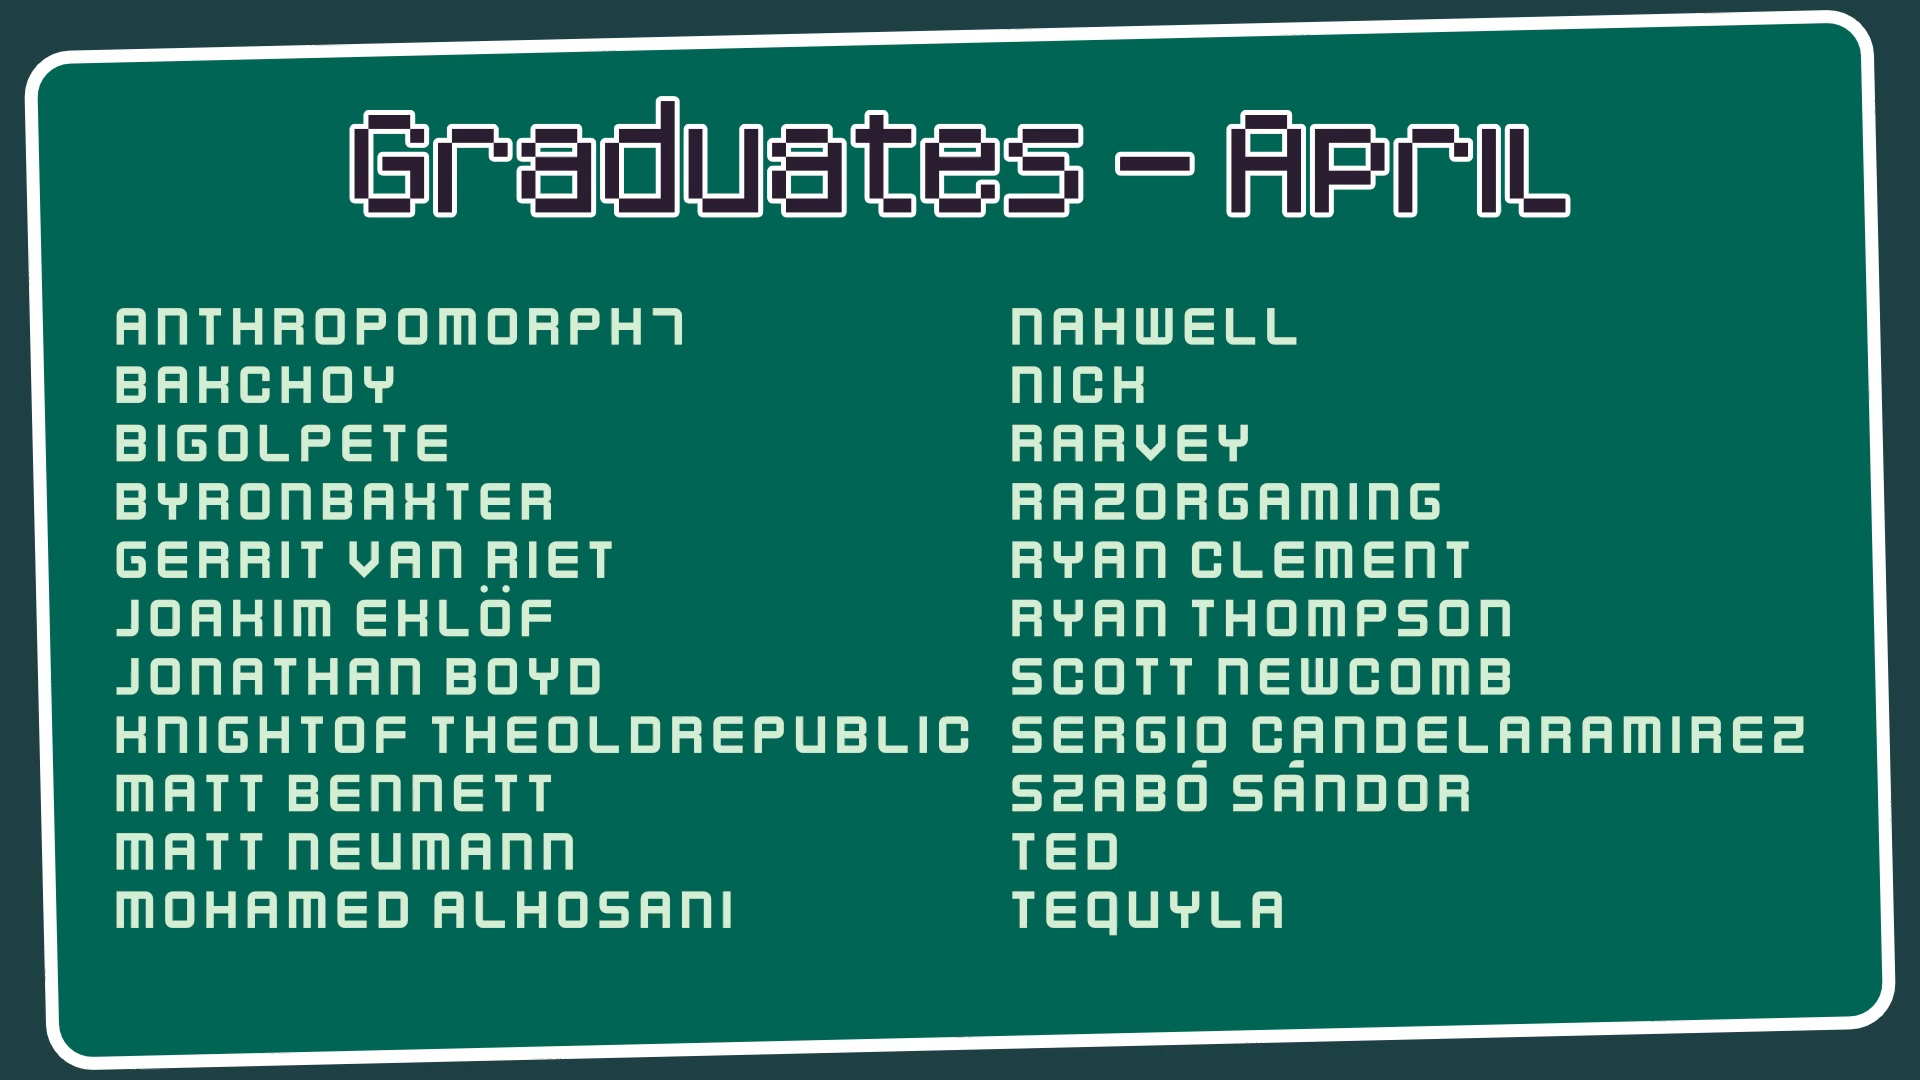 Graduates - April
ANTHROPOMORPH7
BAKCHOY
BIGOLPETE
BYRONBAXTER
GERRIT VAN RIET
JOAKIM EKLÖF
JONATHAN BOYD
KNIGHTOF THEOLDREPUBLIC
MATT BENNETT
MATT NEUMANN
MOHAMED ALHOSANI
NAHWELL
NICK
RARVEY
RAZORGAMING
RYAN CLEMENT
RYAN THOMPSON
SCOTT NEWCOMB
SERGIO CANDELARAMIREZ
SZABÓ SÁNDOR
TED
TEQUYLA